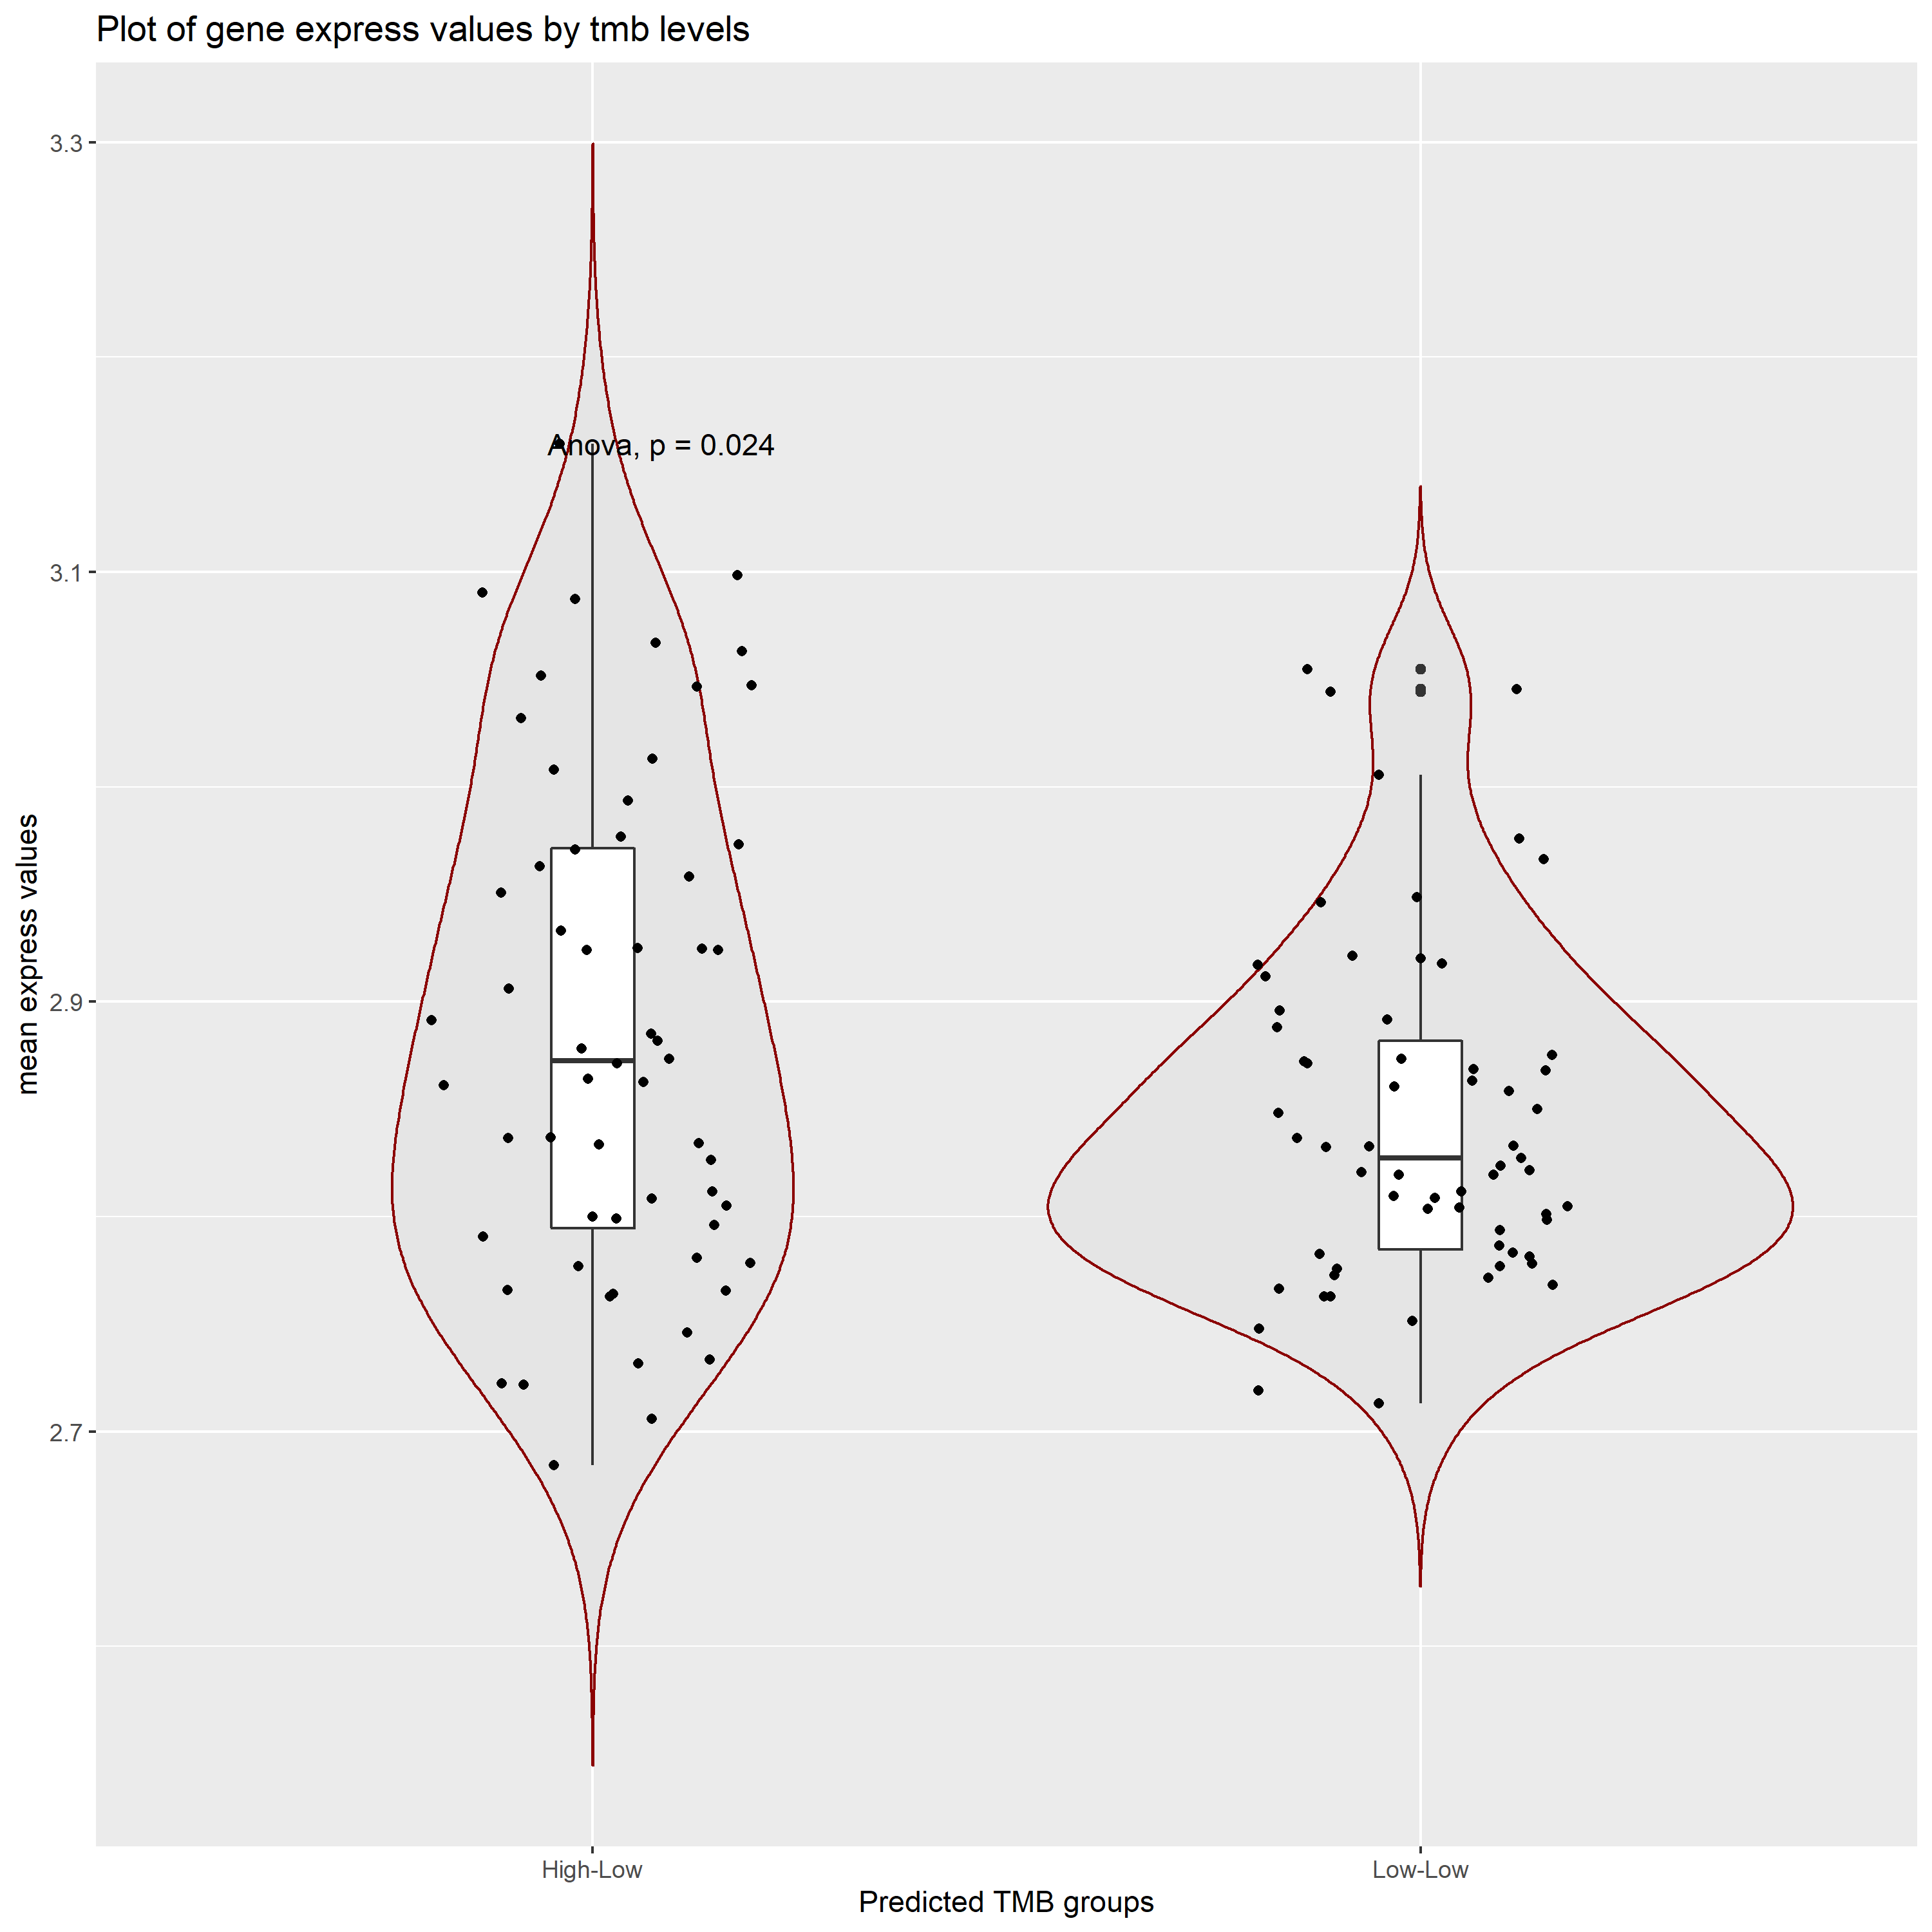 Plot of gene express values by tmb levels
3.3
Anova, p = 0.024
3.1
mean express values
2.9
2.7
High-Low
Low-Low
Predicted TMB groups